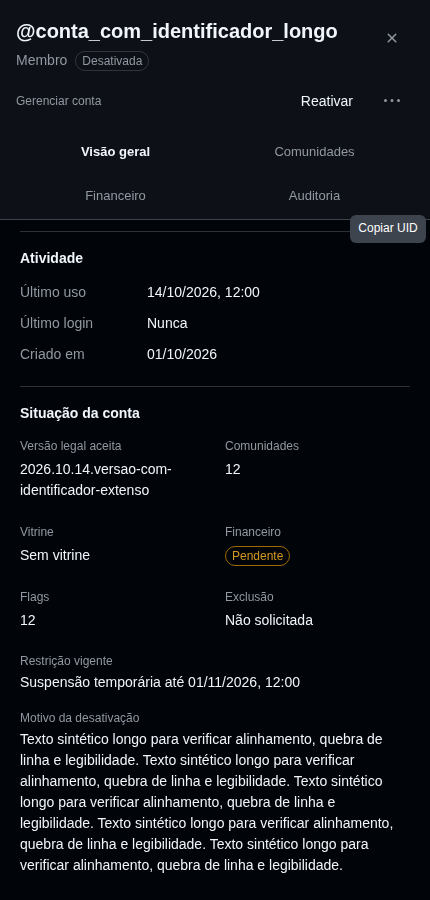 @conta_com_identificador_longo
Membro Desativada
Gerenciar conta Reativar
Visão geral Comunidades
Financeiro Auditoria
Copiar UID
Atividade
Último uso 14/10/2026, 12:00
Último login Nunca
Criado em 01/10/2026
Situação da conta
Versão legal aceita Comunidades
2026.10.14.versao-com- 12
identificador-extenso
Vitrine Financeiro
Sem vitrine Pendente
Flags Exclusão
12 Não solicitada
Restrição vigente
Suspensão temporária até 01/11/2026, 12:00
Motivo da desativação
Texto sintético longo para verificar alinhamento, quebra de
linha e legibilidade. Texto sintético longo para verificar
alinhamento, quebra de linha e legibilidade. Texto sintético
longo para verificar alinhamento, quebra de linha e
legibilidade. Texto sintético longo para verificar alinhamento,
quebra de linha e legibilidade. Texto sintético longo para
verificar alinhamento, quebra de linha e legibilidade.